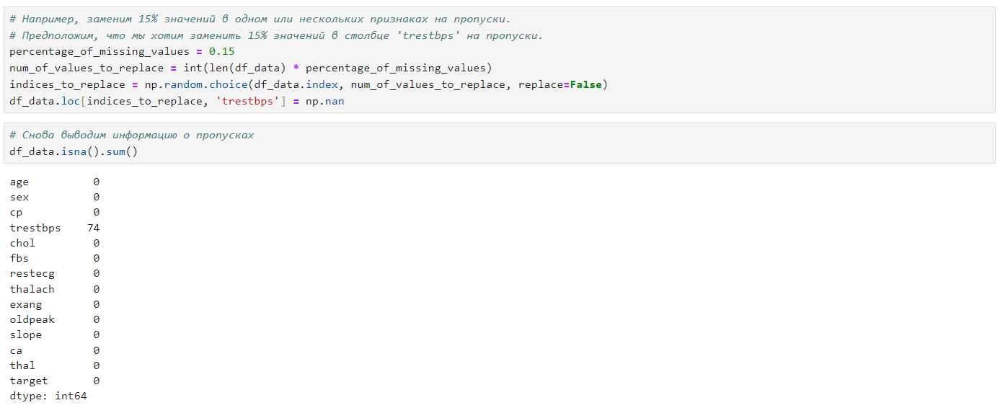 # Например, заменим 15% значений в одном или нескольких признаках на пропуски.
# Предположим, что мы хотим заменить 15% значений в столбце 'trestbps' на пропуски.
percentage_of_missing_values = 0.15
num_of_values_to_replace = int(len(df_data) * percentage_of_missing_values)
indices_to_replace = np.random.choice(df_data.index, num_of_values_to_replace, replace=False)
df_data.loc[indices_to_replace, 'trestbps'] = np.nan
# Снова выводим информацию о пропусках
df_data.isna().sum()
age 0
sex 0
cp 0
trestbps 74
chol 0
fbs 0
restecg 0
thalach 0
exang 0
oldpeak 0
slope 0
ca 0
thal 0
target 0
dtype: int64